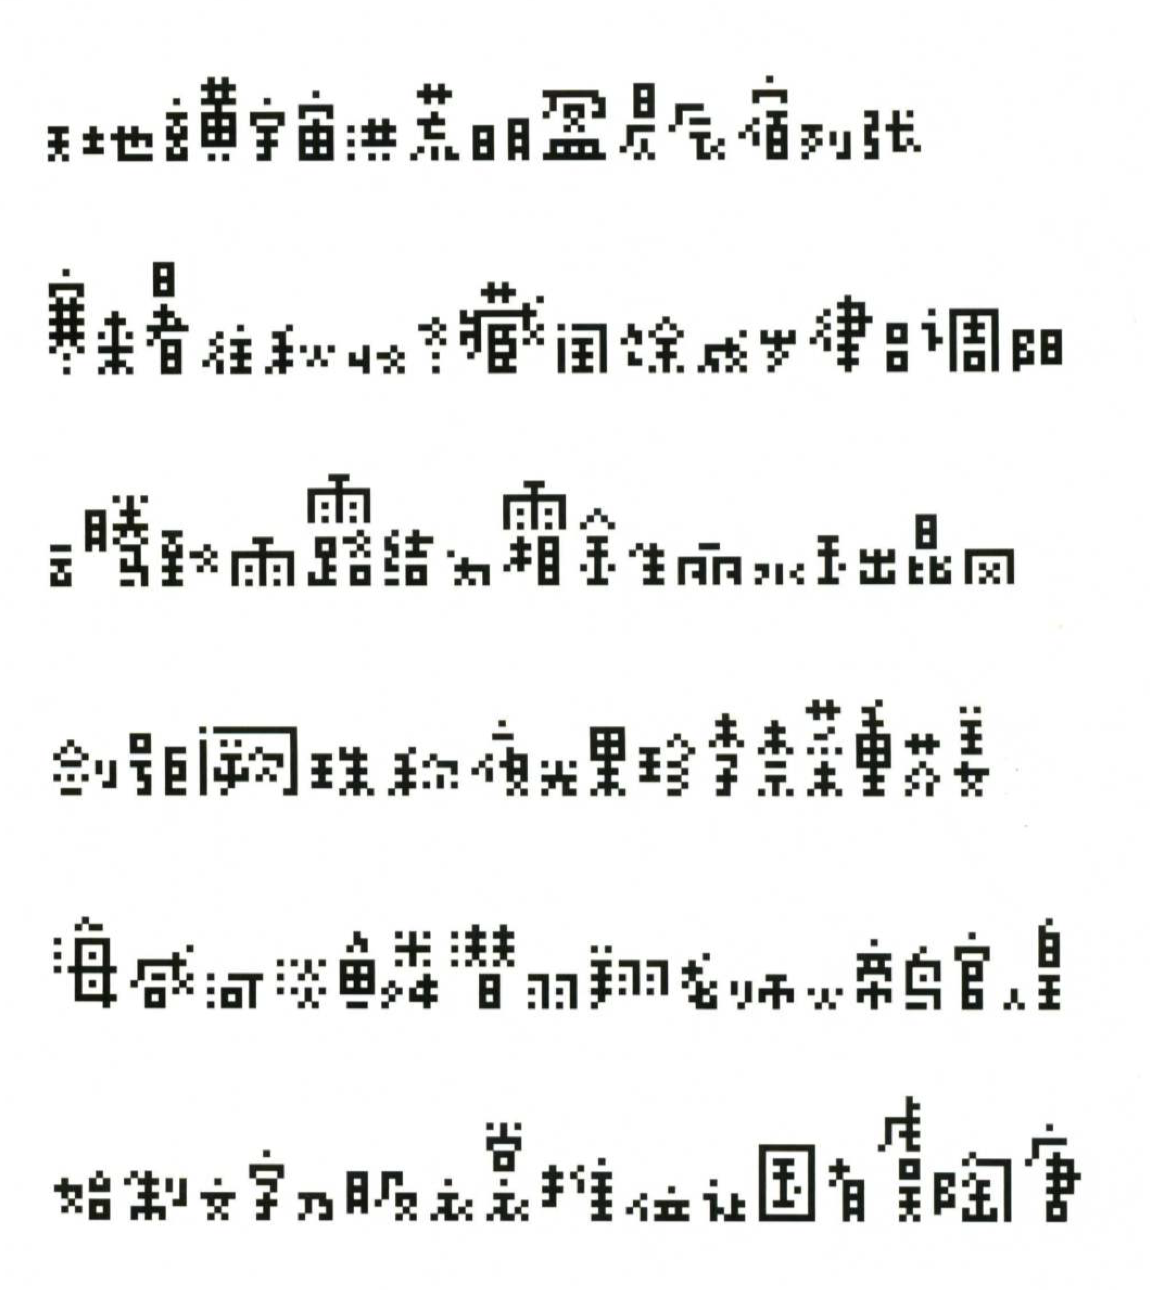 天地玄黄宇宙洪荒日月盈昃辰宿列张
寒来暑往秋收冬藏闰馀成岁律吕调阳
云腾致雨露结为霜金生丽水玉出昆冈
剑号巨阙珠称夜光果珍李柰菜重芥姜
海咸河淡鳞潜羽翔龙师火帝鸟官人皇
始制文字乃服衣裳推位让国有虞陶唐